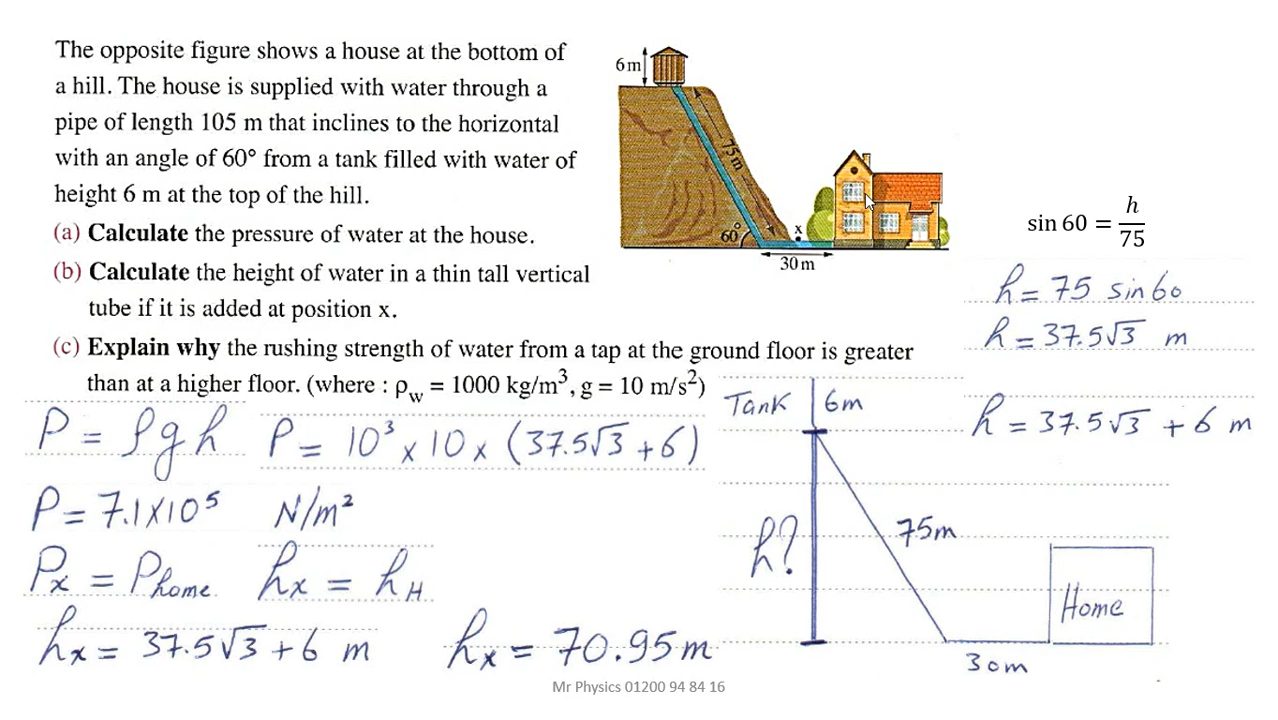 The opposite figure shows a house at the bottom of
a hill. The house is supplied with water through a
pipe of length 105 m that inclines to the horizontal
with an angle of 60° from a tank filled with water of
height 6 m at the top of the hill.
(a) Calculate the pressure of water at the house.
(b) Calculate the height of water in a thin tall vertical
tube if it is added at position x.
(c) Explain why the rushing strength of water from a tap at the ground floor is greater
than at a higher floor. (where : ρw = 1000 kg/m³, g = 10 m/s²)
6 m
75 m
60°
x
30 m
sin 60 = h/75
h = 75 sin 60
h = 37.5√3 m
h = 37.5√3 + 6 m
P = ρgh P = 10³ × 10 × (37.5√3 + 6)
P = 7.1×10⁵ N/m²
Px = Phome hx = hH
hx = 37.5√3 + 6 m hx = 70.95 m
Tank 6m
h?
75m
Home
30m
Mr Physics 01200 94 84 16